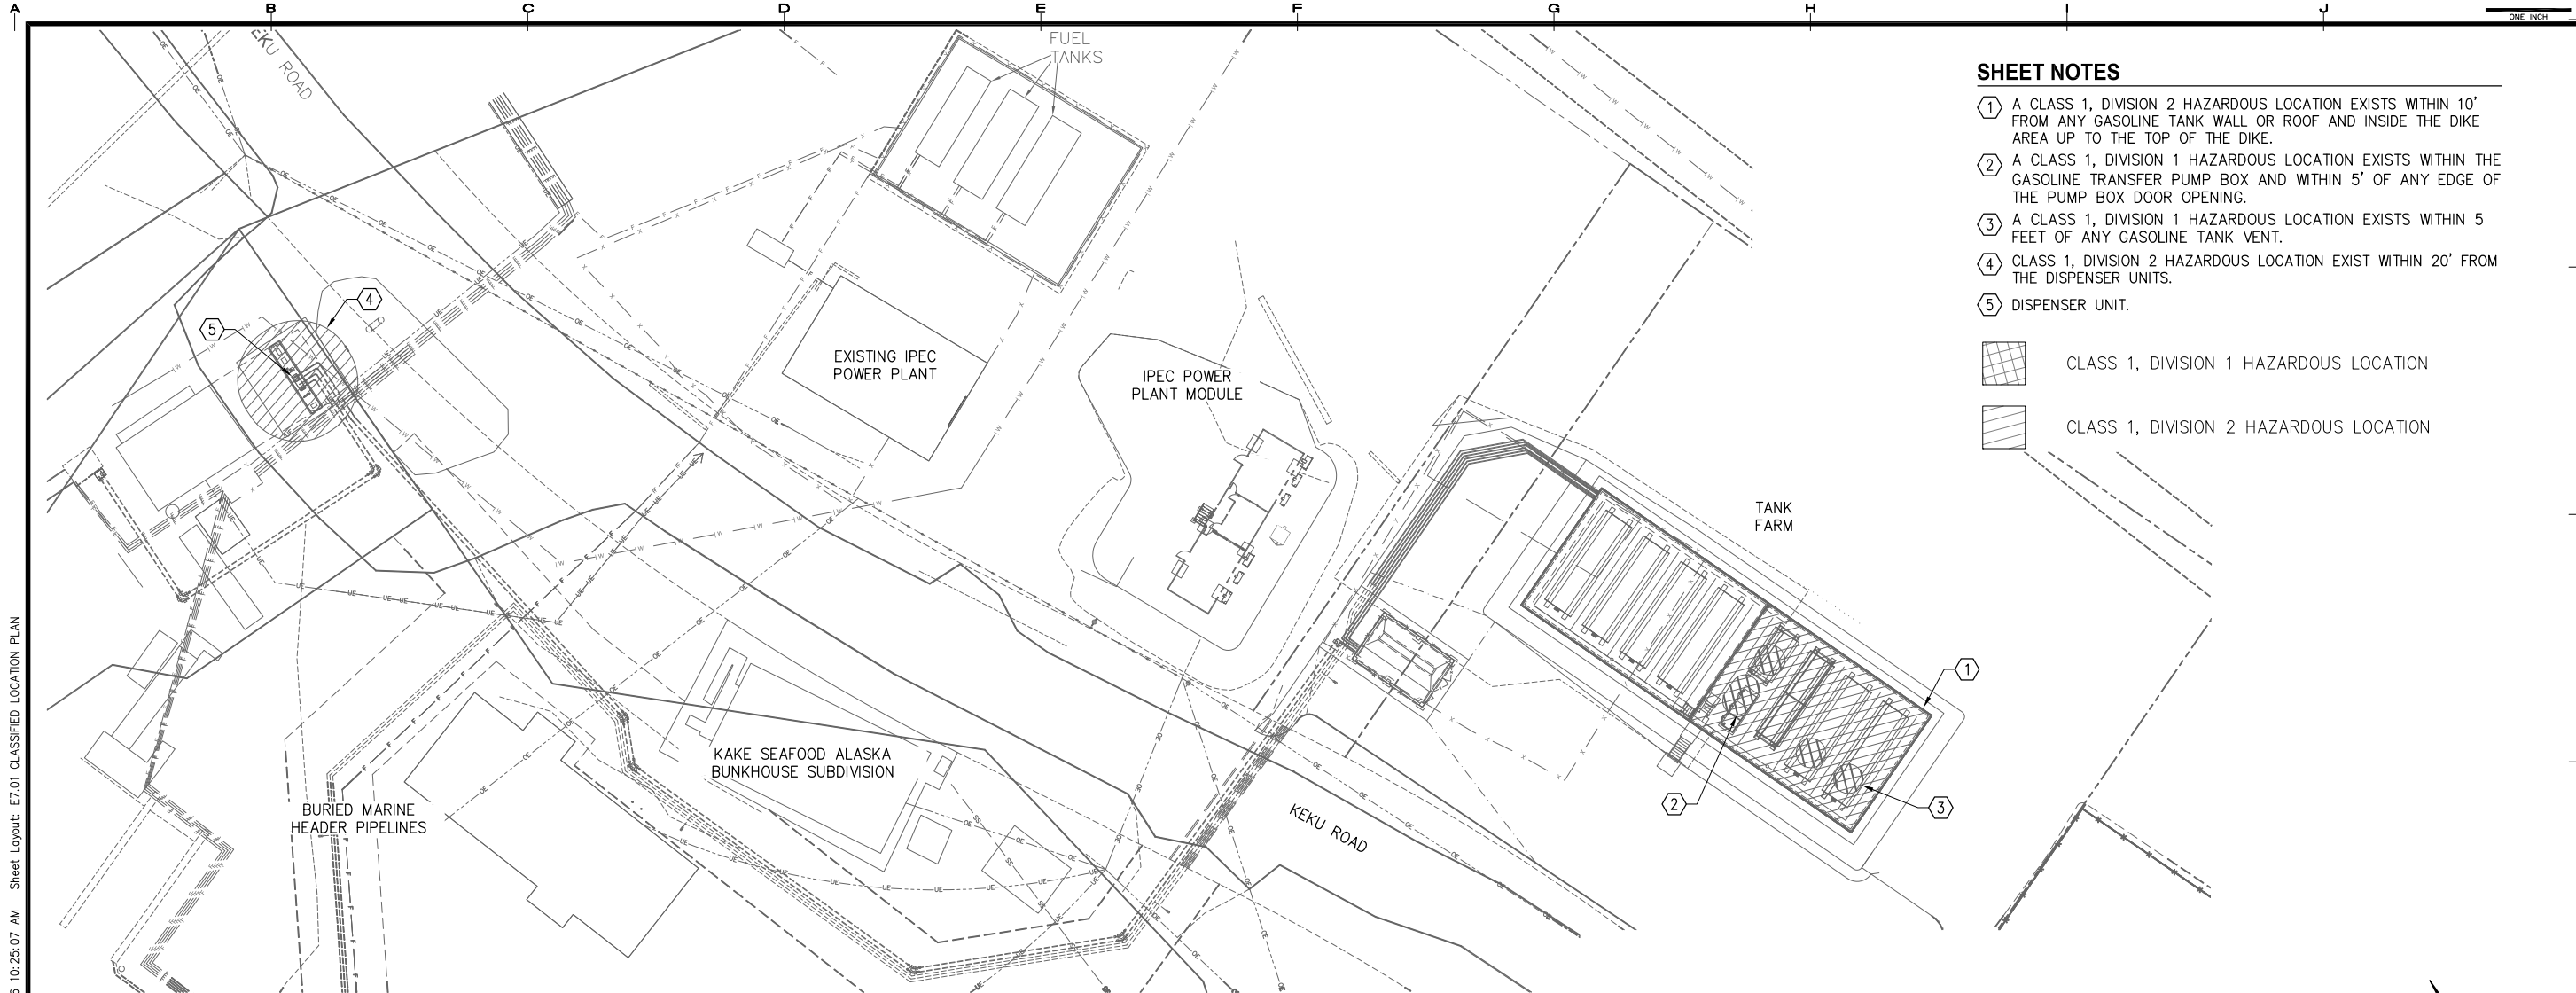 A B C D E F G H I J
ONE INCH
KEKU ROAD
FUEL
TANKS
SHEET NOTES
1 A CLASS 1, DIVISION 2 HAZARDOUS LOCATION EXISTS WITHIN 10'
FROM ANY GASOLINE TANK WALL OR ROOF AND INSIDE THE DIKE
AREA UP TO THE TOP OF THE DIKE.
2 A CLASS 1, DIVISION 1 HAZARDOUS LOCATION EXISTS WITHIN THE
GASOLINE TRANSFER PUMP BOX AND WITHIN 5' OF ANY EDGE OF
THE PUMP BOX DOOR OPENING.
3 A CLASS 1, DIVISION 1 HAZARDOUS LOCATION EXISTS WITHIN 5
FEET OF ANY GASOLINE TANK VENT.
4 CLASS 1, DIVISION 2 HAZARDOUS LOCATION EXIST WITHIN 20' FROM
THE DISPENSER UNITS.
5 DISPENSER UNIT.
CLASS 1, DIVISION 1 HAZARDOUS LOCATION
CLASS 1, DIVISION 2 HAZARDOUS LOCATION
4
5
EXISTING IPEC
POWER PLANT
IPEC POWER
PLANT MODULE
TANK
FARM
1
2
3
KAKE SEAFOOD ALASKA
BUNKHOUSE SUBDIVISION
BURIED MARINE
HEADER PIPELINES
KEKU ROAD
10:25:07 AM Sheet Layout: E7.01 CLASSIFIED LOCATION PLAN